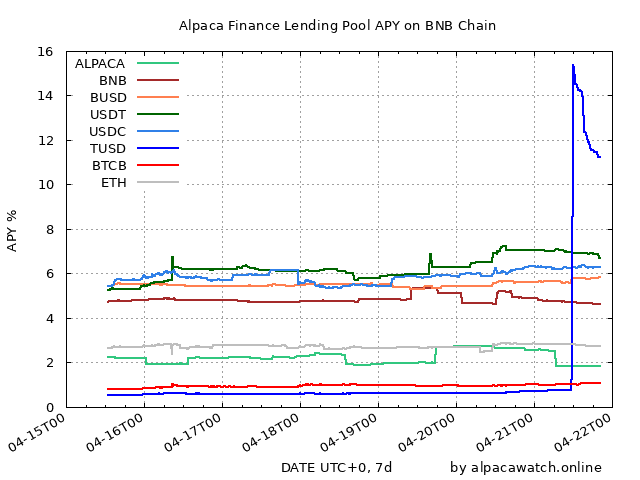 Alpaca Finance Lending Pool APY on BNB Chain
16
14
12
10
8
6
4
2
0
APY %
ALPACA
BNB
BUSD
USDT
USDC
TUSD
BTCB
ETH
04-15T00
04-16T00
04-17T00
04-18T00
04-19T00
04-20T00
04-21T00
04-22T00
DATE UTC+0, 7d
by alpacawatch.online